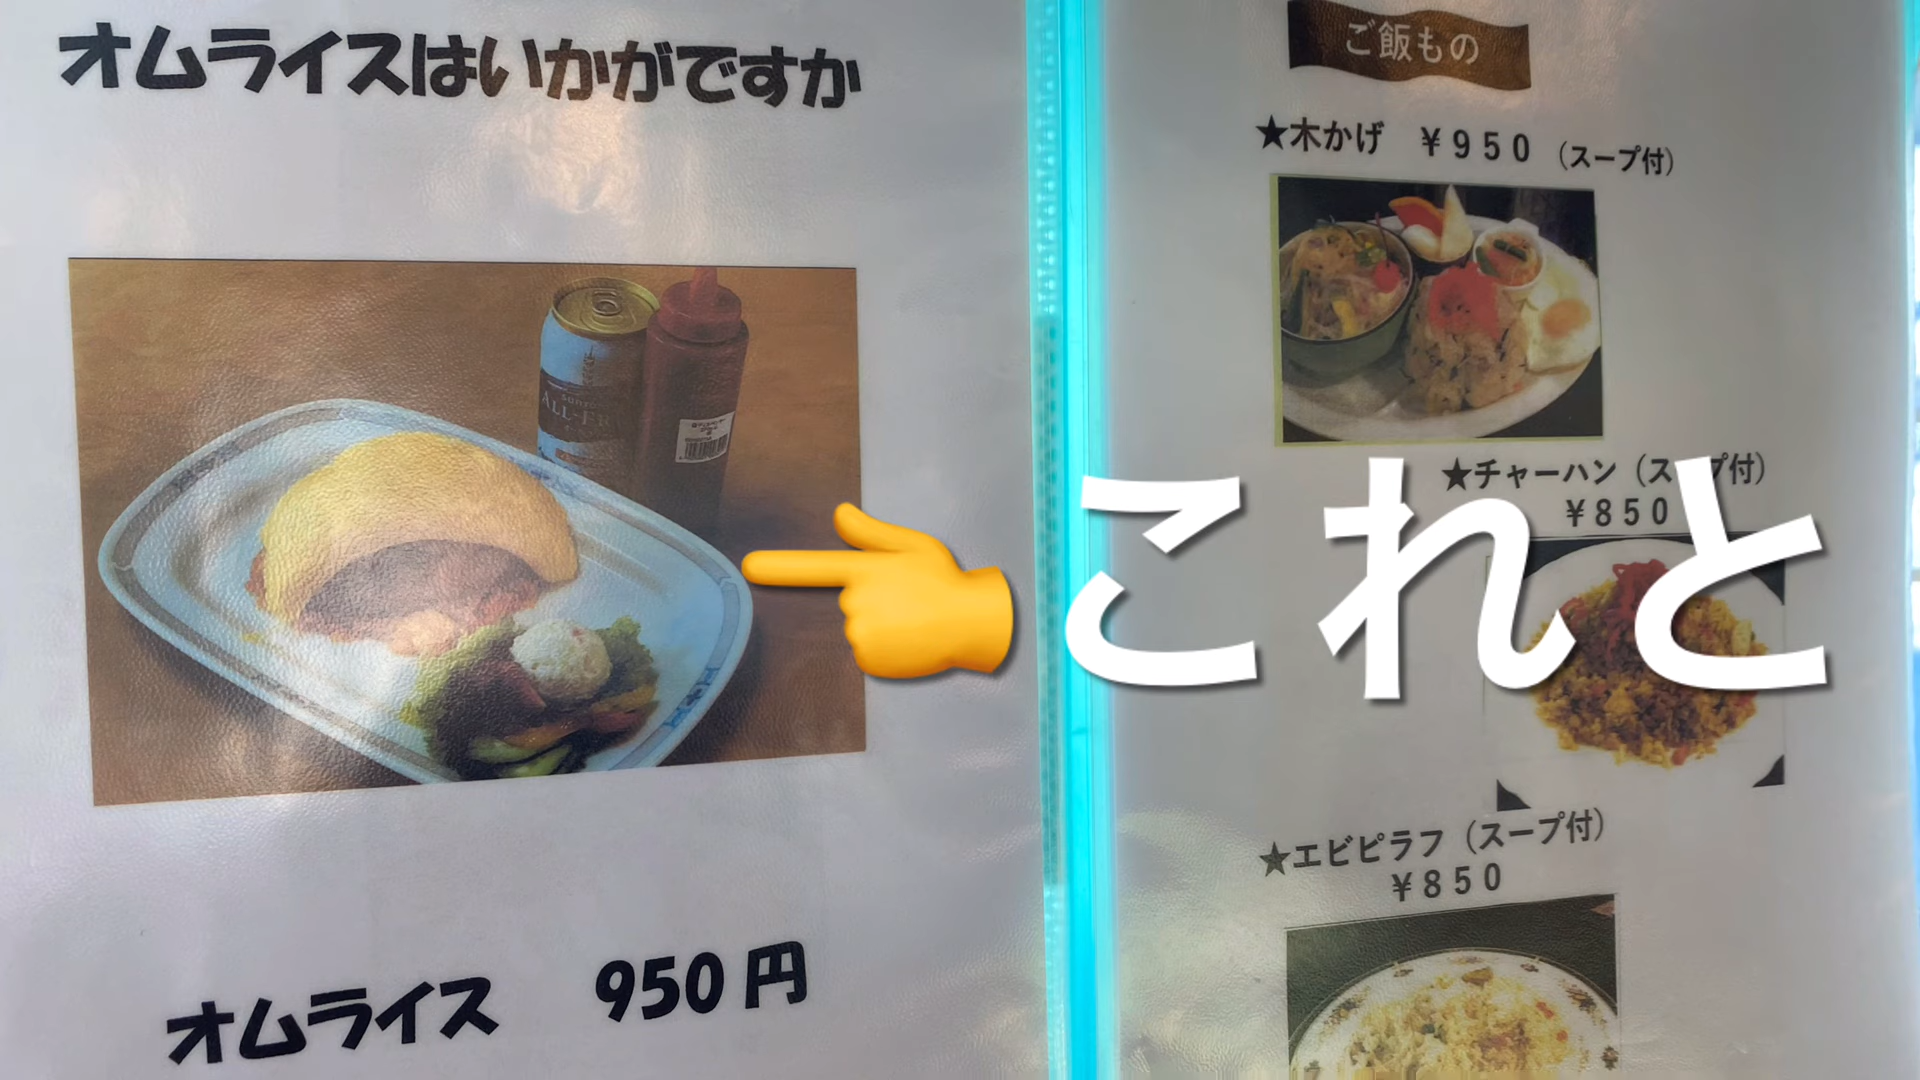 オムライスはいかがですか
オムライス 950円
ご飯もの
★木かげ ¥950 (スープ付)
★チャーハン (スープ付)
¥850
★エビピラフ (スープ付)
¥850
これと